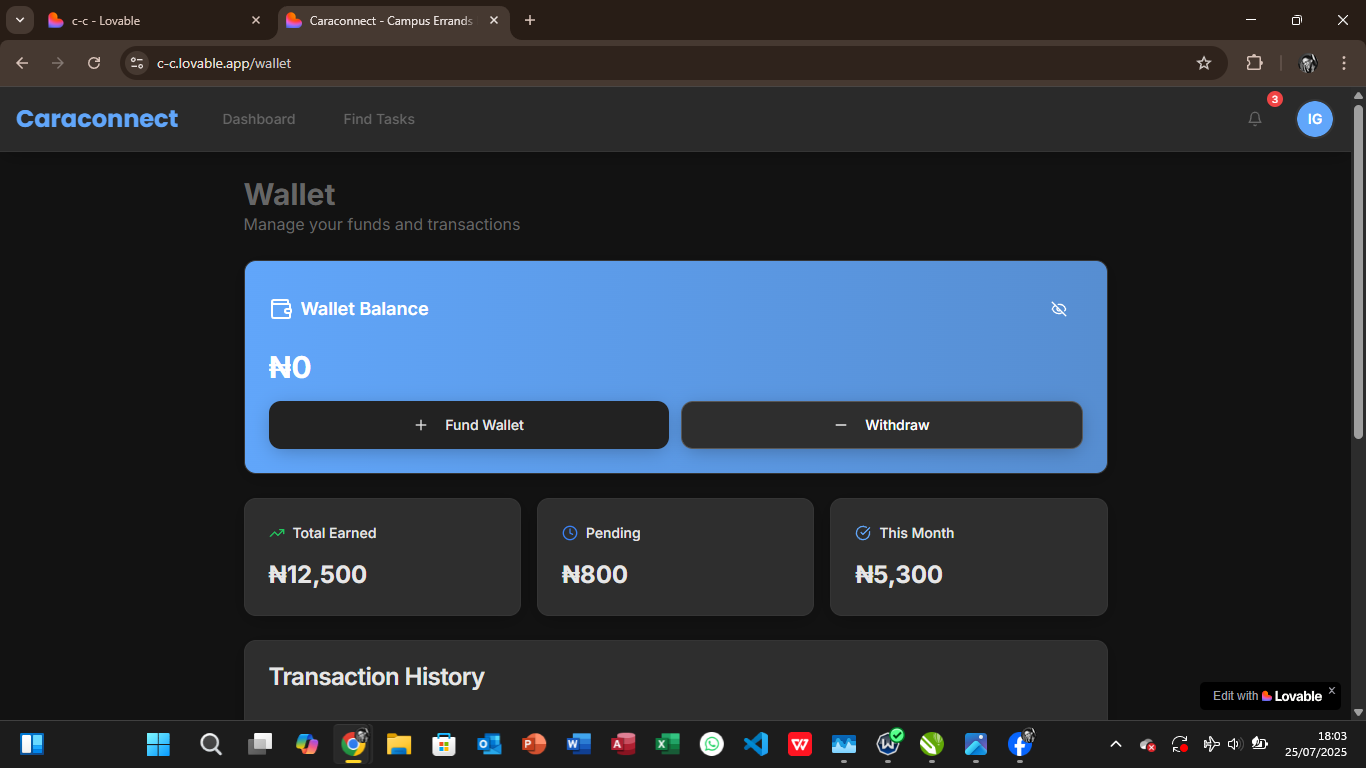 c-c - Lovable
Caraconnect - Campus Errands
c-c.lovable.app/wallet
Caraconnect
Dashboard
Find Tasks
3
IG
Wallet
Manage your funds and transactions
Wallet Balance
₦0
Fund Wallet
Withdraw
Total Earned
₦12,500
Pending
₦800
This Month
₦5,300
Transaction History
Edit with Lovable
18:03
25/07/2025